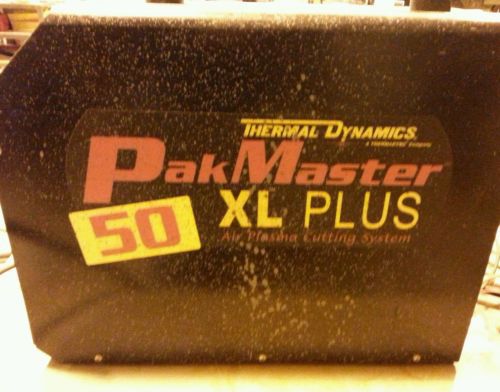 THERMAL DYNAMICS
A THERMADYNE Company
PAKMASTER
50
XL PLUS
Air Plasma Cutting System